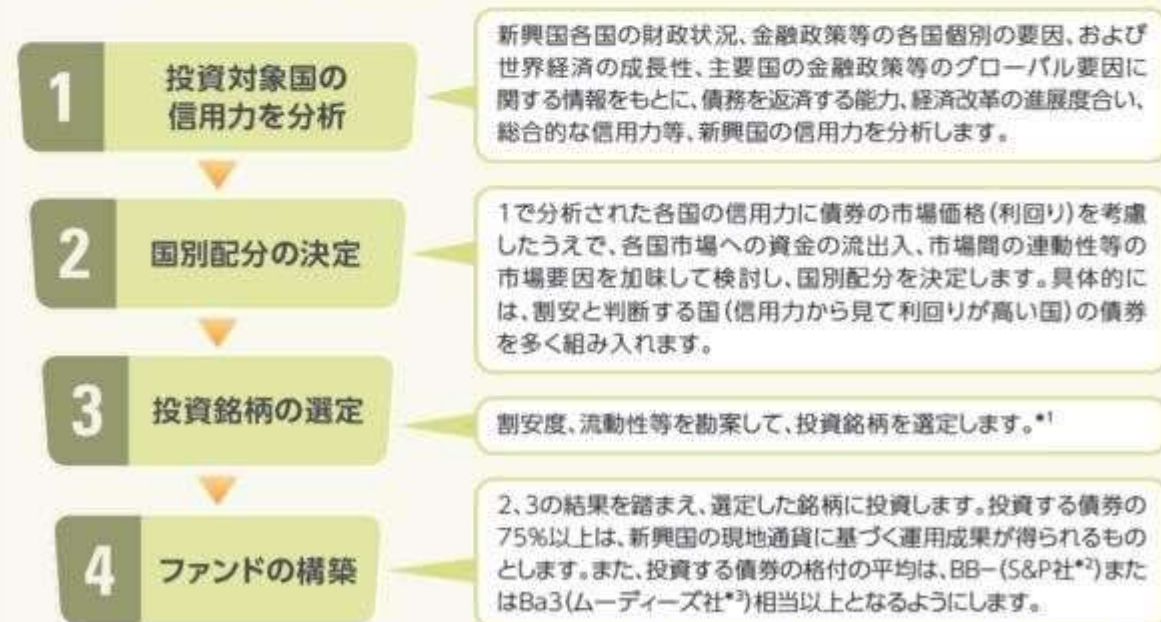 1
投資対象国の
信用力を分析
新興国各国の財政状況、金融政策等の各国個別の要因、および
世界経済の成長性、主要国の金融政策等のグローバル要因に
関する情報をもとに、債務を返済する能力、経済改革の進展度合い、
総合的な信用力等、新興国の信用力を分析します。
2
国別配分の決定
1で分析された各国の信用力に債券の市場価格(利回り)を考慮
したうえで、各国市場への資金の流出入、市場間の連動性等の
市場要因を加味して検討し、国別配分を決定します。具体的に
は、割安と判断する国(信用力から見て利回りが高い国)の債券
を多く組み入れます。
3
投資銘柄の選定
割安度、流動性等を勘案して、投資銘柄を選定します。*1
4
ファンドの構築
2、3の結果を踏まえ、選定した銘柄に投資します。投資する債券の
75%以上は、新興国の現地通貨に基づく運用成果が得られるもの
とします。また、投資する債券の格付の平均は、BB-(S&P社*2)また
はBa3(ムーディーズ社*3)相当以上となるようにします。